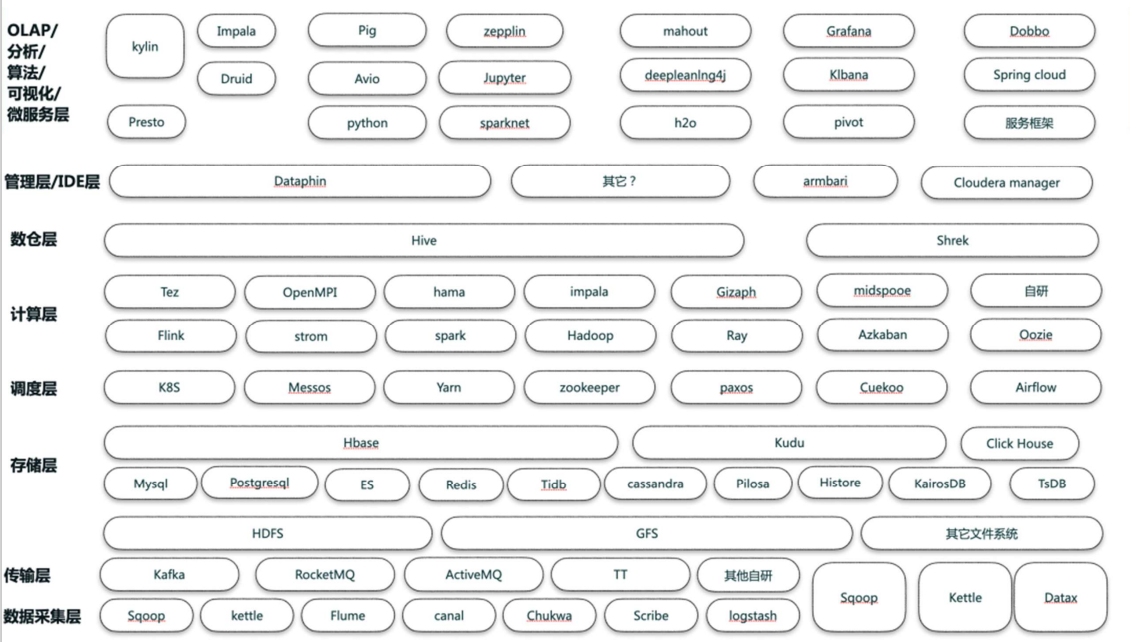 OLAP/
分析/
算法/
可视化/
微服务层
kylin
Impala
Pig
zepplin
mahout
Grafana
Dobbo
Druid
Avio
Jupyter
deepleanlng4j
Klbana
Spring cloud
Presto
python
sparknet
h2o
pivot
服务框架
管理层/IDE层
Dataphin
其它？
armbari
Cloudera manager
数仓层
Hive
Shrek
计算层
Tez
OpenMPI
hama
impala
Gizaph
midspooe
自研
Flink
strom
spark
Hadoop
Ray
Azkaban
Oozie
调度层
K8S
Messos
Yarn
zookeeper
paxos
Cuekoo
Airflow
存储层
Hbase
Kudu
Click House
Mysql
Postgresql
ES
Redis
Tidb
cassandra
Pilosa
Histore
KairosDB
TsDB
HDFS
GFS
其它文件系统
传输层
Kafka
RocketMQ
ActiveMQ
TT
其他自研
Sqoop
Kettle
Datax
数据采集层
Sqoop
kettle
Flume
canal
Chukwa
Scribe
logstash